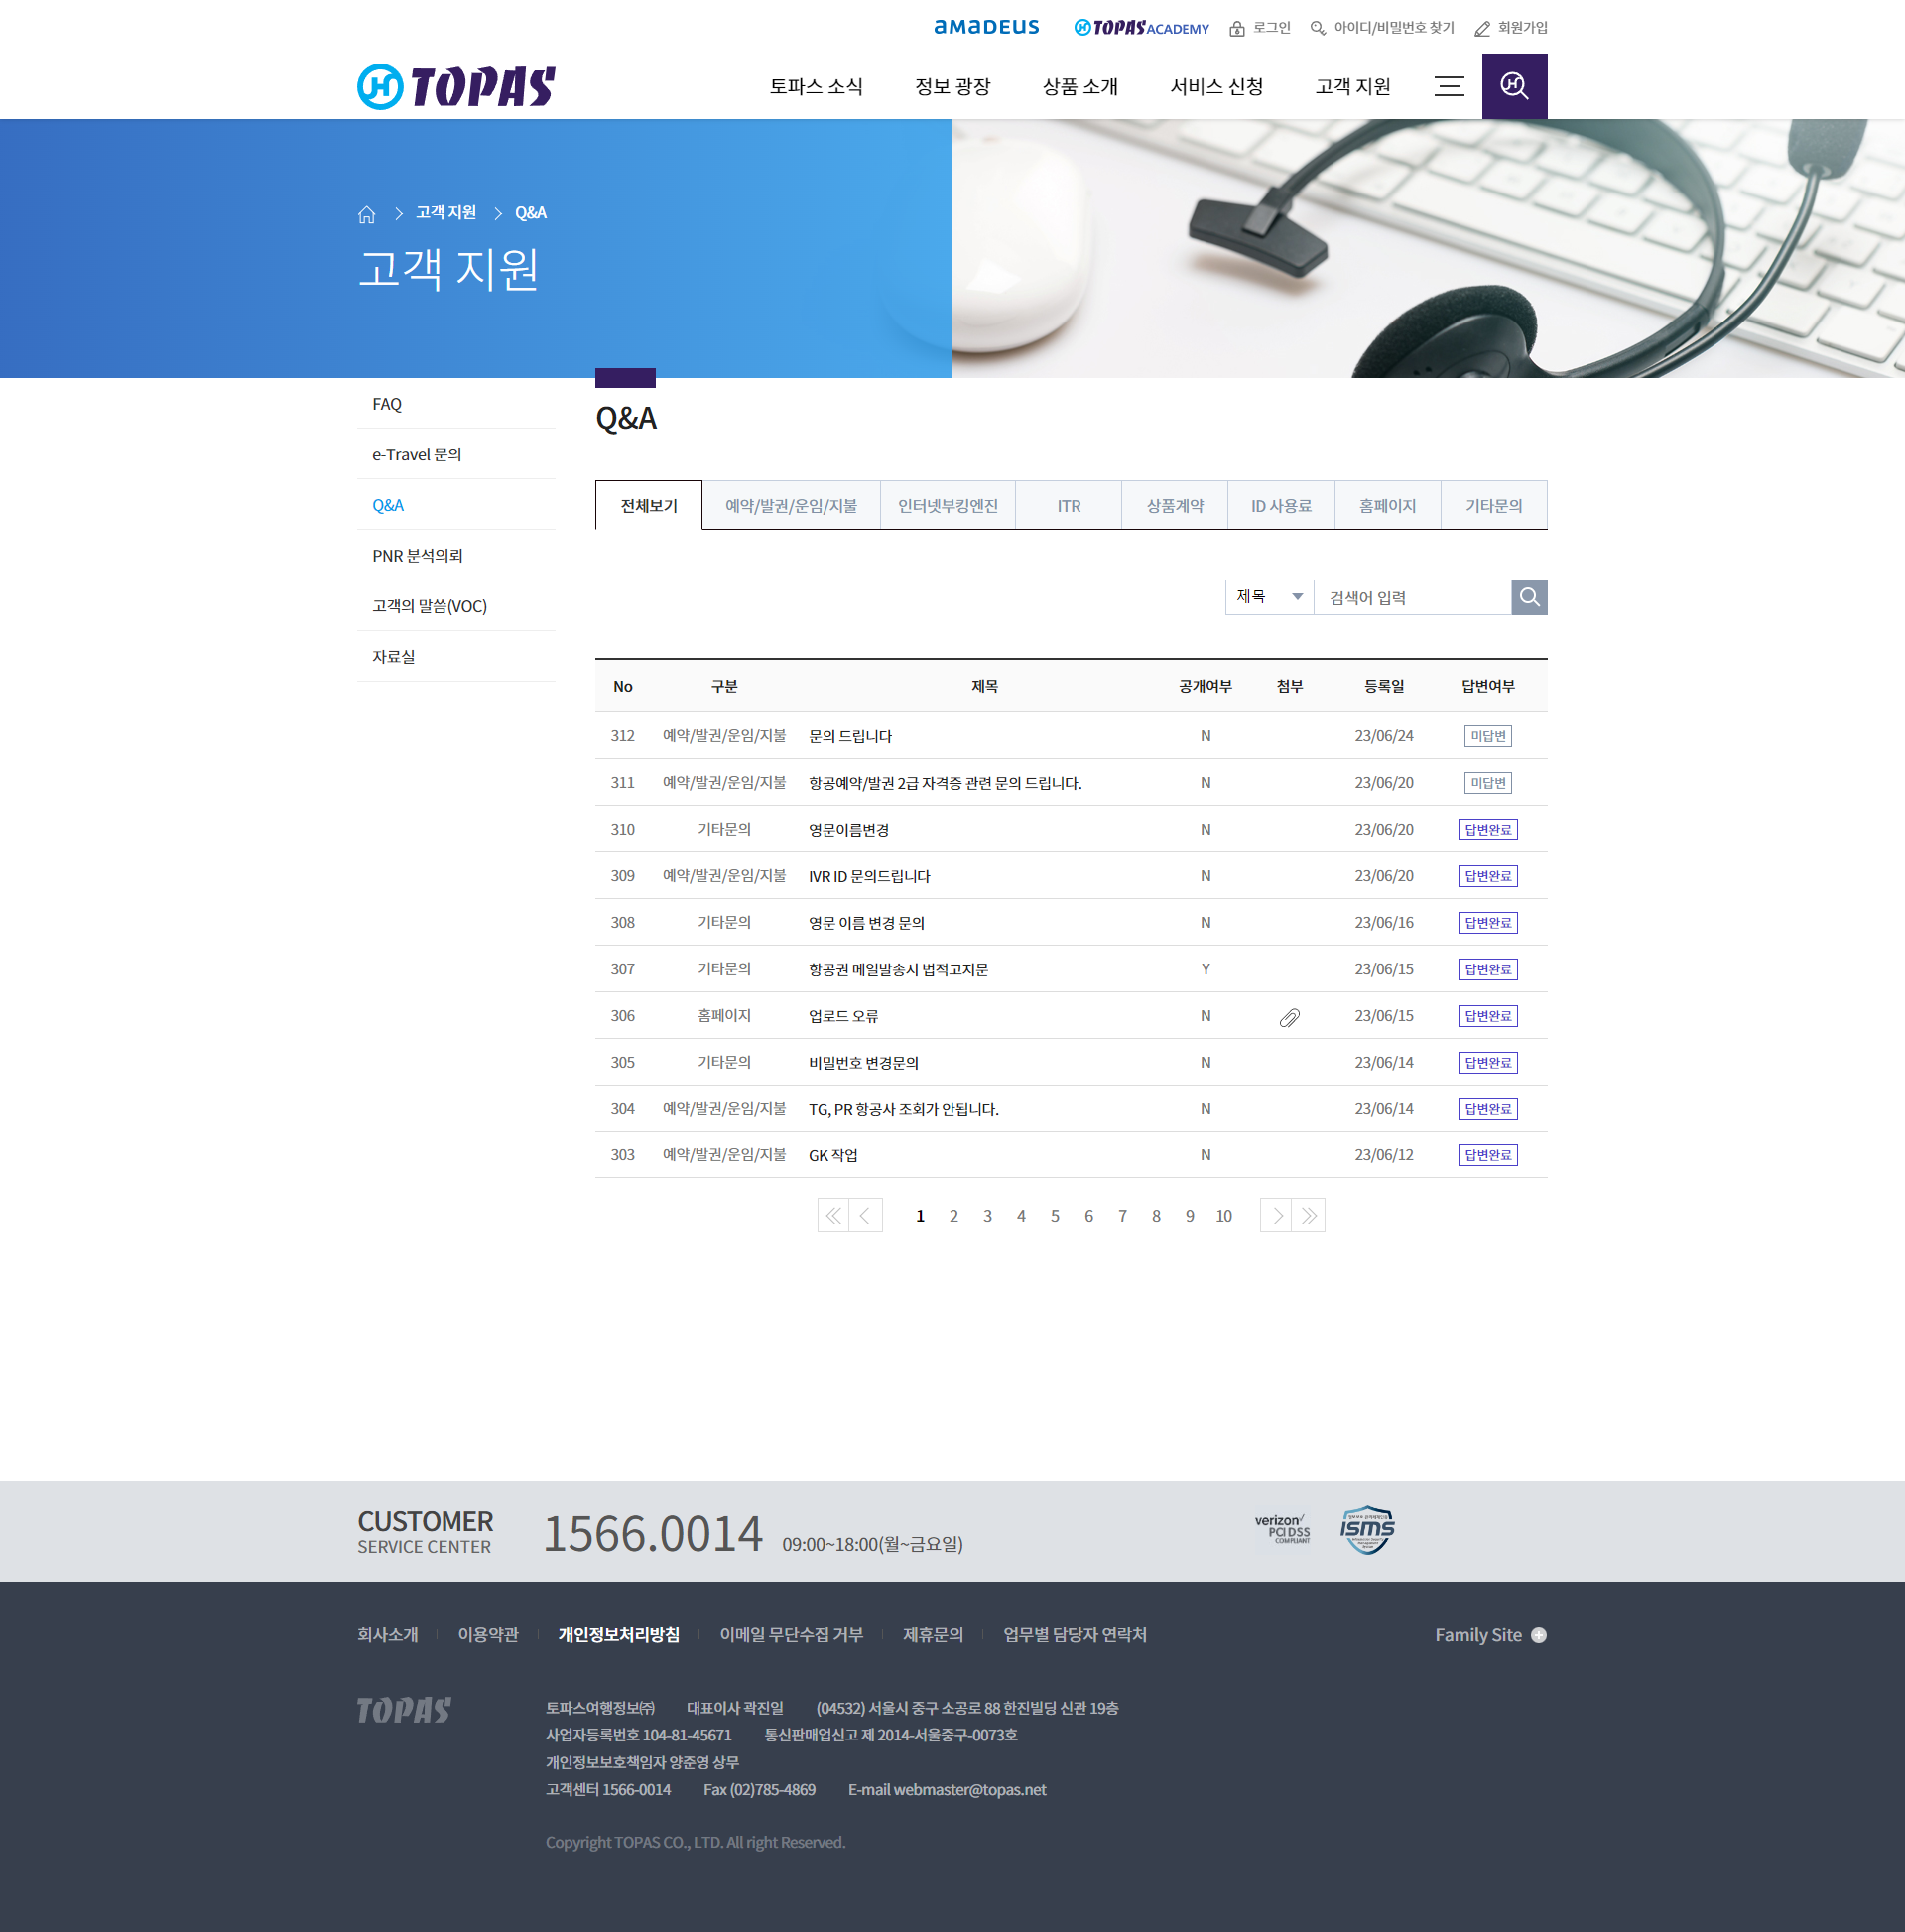 amadeus TOPAS ACADEMY 로그인 아이디/비밀번호 찾기 회원가입
TOPAS 토파스 소식 정보 광장 상품 소개 서비스 신청 고객 지원
고객 지원 Q&A
고객 지원
FAQ
e-Travel 문의
Q&A
PNR 분석의뢰
고객의 말씀(VOC)
자료실
Q&A
전체보기 예약/발권/운임/지불 인터넷부킹엔진 ITR 상품계약 ID 사용료 홈페이지 기타문의
제목 검색어 입력
No 구분 제목 공개여부 첨부 등록일 답변여부
312 예약/발권/운임/지불 문의 드립니다 N 23/06/24 미답변
311 예약/발권/운임/지불 항공예약/발권 2급 자격증 관련 문의 드립니다. N 23/06/20 미답변
310 기타문의 영문이름변경 N 23/06/20 답변완료
309 예약/발권/운임/지불 IVR ID 문의드립니다 N 23/06/20 답변완료
308 기타문의 영문 이름 변경 문의 N 23/06/16 답변완료
307 기타문의 항공권 메일발송시 법적고지문 Y 23/06/15 답변완료
306 홈페이지 업로드 오류 N 23/06/15 답변완료
305 기타문의 비밀번호 변경문의 N 23/06/14 답변완료
304 예약/발권/운임/지불 TG, PR 항공사 조회가 안됩니다. N 23/06/14 답변완료
303 예약/발권/운임/지불 GK 작업 N 23/06/12 답변완료
1 2 3 4 5 6 7 8 9 10
CUSTOMER
SERVICE CENTER
1566.0014 09:00~18:00(월~금요일)
verizon
PCI DSS
COMPLIANT
ISMS
회사소개 이용약관 개인정보처리방침 이메일 무단수집 거부 제휴문의 업무별 담당자 연락처 Family Site
TOPAS
토파스여행정보㈜ 대표이사 곽진일 (04532) 서울시 중구 소공로 88 한진빌딩 신관 19층
사업자등록번호 104-81-45671 통신판매업신고 제 2014-서울중구-0073호
개인정보보호책임자 양준영 상무
고객센터 1566-0014 Fax (02)785-4869 E-mail webmaster@topas.net
Copyright TOPAS CO., LTD. All right Reserved.